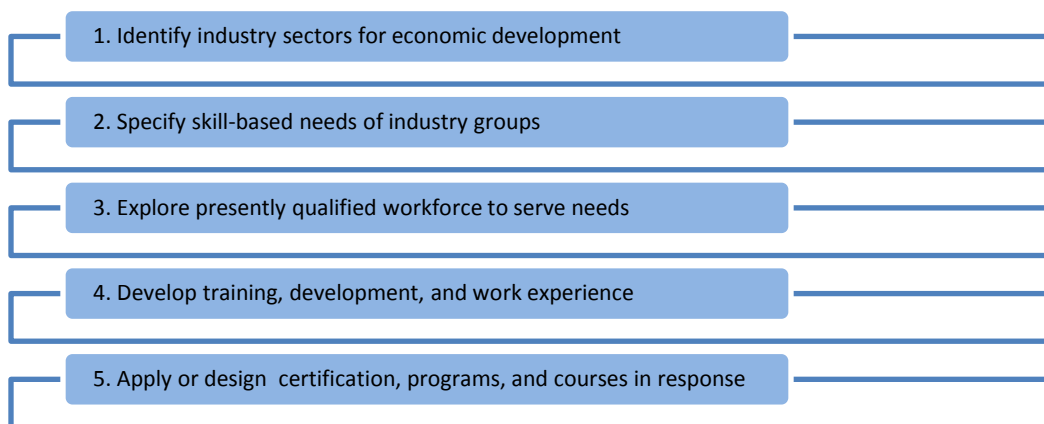 1. Identify industry sectors for economic development
2. Specify skill-based needs of industry groups
3. Explore presently qualified workforce to serve needs
4. Develop training, development, and work experience
5. Apply or design  certification, programs, and courses in response